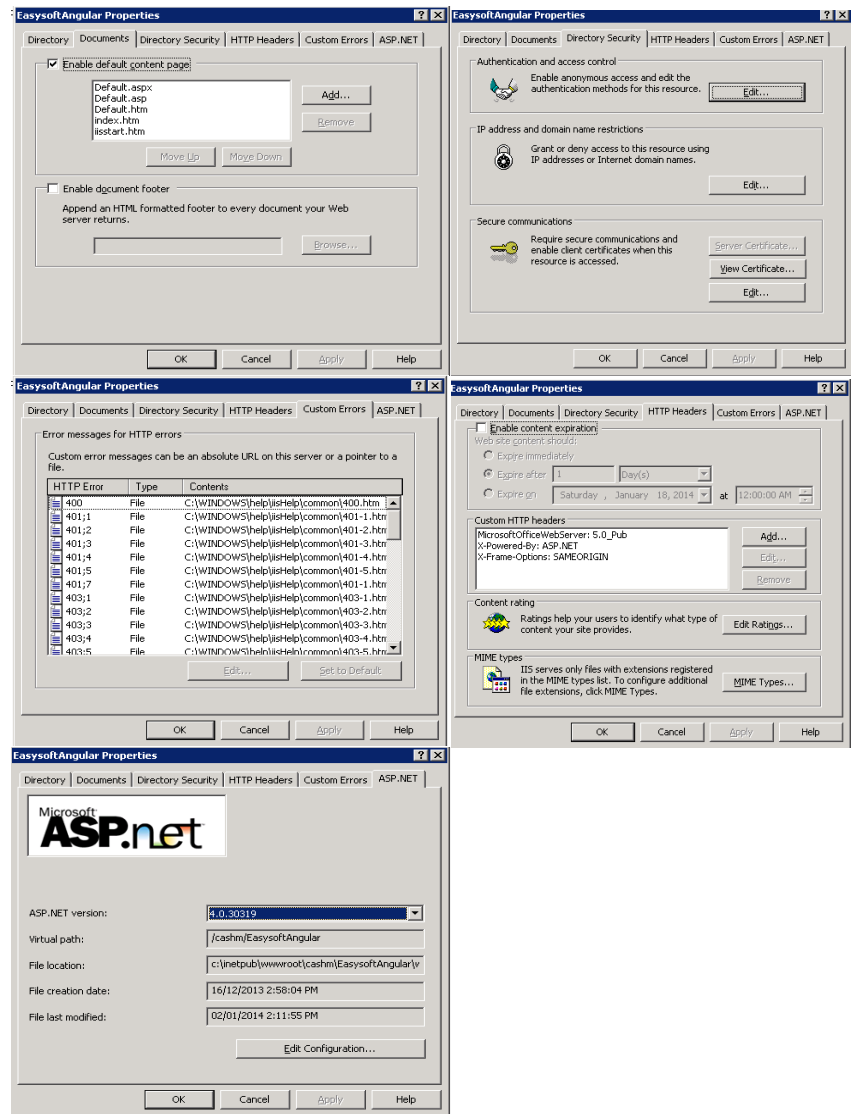 EasysoftAngular Properties
Directory Documents Directory Security HTTP Headers Custom Errors ASP.NET
Enable default content page
Default.aspx
Default.asp
Default.htm
index.htm
iisstart.htm
Add...
Remove
Move Up Move Down
Enable document footer
Append an HTML formatted footer to every document your Web
server returns.
Browse...
OK Cancel Apply Help
EasysoftAngular Properties
Directory Documents Directory Security HTTP Headers Custom Errors ASP.NET
Authentication and access control
Enable anonymous access and edit the
authentication methods for this resource.
Edit...
IP address and domain name restrictions
Grant or deny access to this resource using
IP addresses or Internet domain names.
Edit...
Secure communications
Require secure communications and
enable client certificates when this
resource is accessed.
Server Certificate...
View Certificate...
Edit...
OK Cancel Apply Help
EasysoftAngular Properties
Directory Documents Directory Security HTTP Headers Custom Errors ASP.NET
Error messages for HTTP errors
Custom error messages can be an absolute URL on this server or a pointer to a
file.
HTTP Error Type Contents
400 File C:\WINDOWS\help\iisHelp\common\400.htm
401;1 File C:\WINDOWS\help\iisHelp\common\401-1.htm
401;2 File C:\WINDOWS\help\iisHelp\common\401-2.htm
401;3 File C:\WINDOWS\help\iisHelp\common\401-3.htm
401;4 File C:\WINDOWS\help\iisHelp\common\401-4.htm
401;5 File C:\WINDOWS\help\iisHelp\common\401-5.htm
401;7 File C:\WINDOWS\help\iisHelp\common\401-1.htm
403;1 File C:\WINDOWS\help\iisHelp\common\403-1.htm
403;2 File C:\WINDOWS\help\iisHelp\common\403-2.htm
403;3 File C:\WINDOWS\help\iisHelp\common\403-3.htm
403;4 File C:\WINDOWS\help\iisHelp\common\403-4.htm
403;5 File C:\WINDOWS\help\iisHelp\common\403-5.htm
Edit... Set to Default
OK Cancel Apply Help
EasysoftAngular Properties
Directory Documents Directory Security HTTP Headers Custom Errors ASP.NET
Enable content expiration
Web site content should:
Expire immediately
Expire after 1 Day(s)
Expire on Saturday , January 18, 2014 at 12:00:00 AM
Custom HTTP headers
MicrosoftOfficeWebServer: 5.0_Pub
X-Powered-By: ASP.NET
X-Frame-Options: SAMEORIGIN
Add...
Edit...
Remove
Content rating
Ratings help your users to identify what type of
content your site provides.
Edit Ratings...
MIME types
IIS serves only files with extensions registered
in the MIME types list. To configure additional
file extensions, click MIME Types.
MIME Types...
OK Cancel Apply Help
EasysoftAngular Properties
Directory Documents Directory Security HTTP Headers Custom Errors ASP.NET
Microsoft
ASP.net
ASP.NET version: 4.0.30319
Virtual path: /cashm/EasysoftAngular
File location: c:\inetpub\wwwroot\cashm\EasysoftAngular\v
File creation date: 16/12/2013 2:58:04 PM
File last modified: 02/01/2014 2:11:55 PM
Edit Configuration...
OK Cancel Apply Help